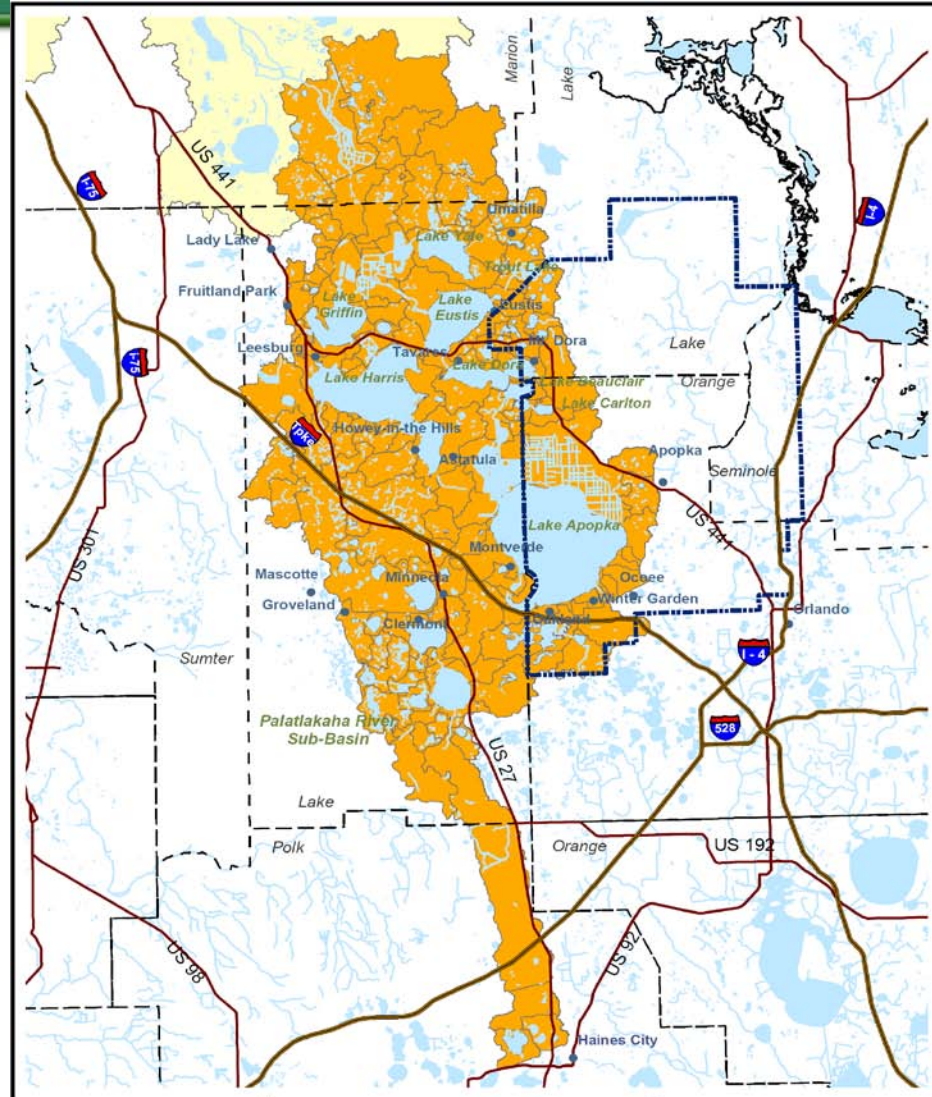 Marion
Lake
US 441
I-75
I-4
Umatilla
Lake Yale
Lady Lake
Trout Lake
Fruitland Park
Lake
Griffin
Lake
Eustis
Eustis
Leesburg
Tavares
Mt. Dora
Lake
I-75
Lake Harris
Lake Dora
Lake Beauclair
Orange
Lake Carlton
Tpke
Howey-in-the Hills
Astatula
Apopka
Seminole
US 301
Lake Apopka
US 441
Montverde
Mascotte
Minneola
Ocoee
Groveland
Winter Garden
Orlando
Clermont
Oakland
Sumter
I - 4
Palatlakaha River
Sub-Basin
528
US 27
Lake
Polk
Orange
US 192
US 98
US 92
Haines City